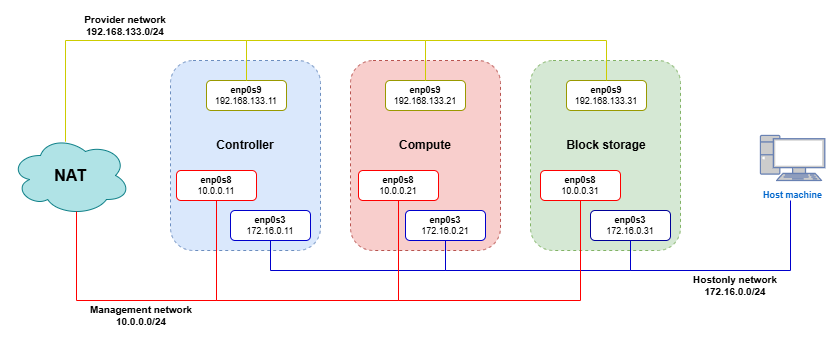 Provider network
192.168.133.0/24
enp0s9
192.168.133.11
enp0s9
192.168.133.21
enp0s9
192.168.133.31
Controller
Compute
Block storage
NAT
enp0s8
10.0.0.11
enp0s8
10.0.0.21
enp0s8
10.0.0.31
Host machine
enp0s3
172.16.0.11
enp0s3
172.16.0.21
enp0s3
172.16.0.31
Hostonly network
172.16.0.0/24
Management network
10.0.0.0/24